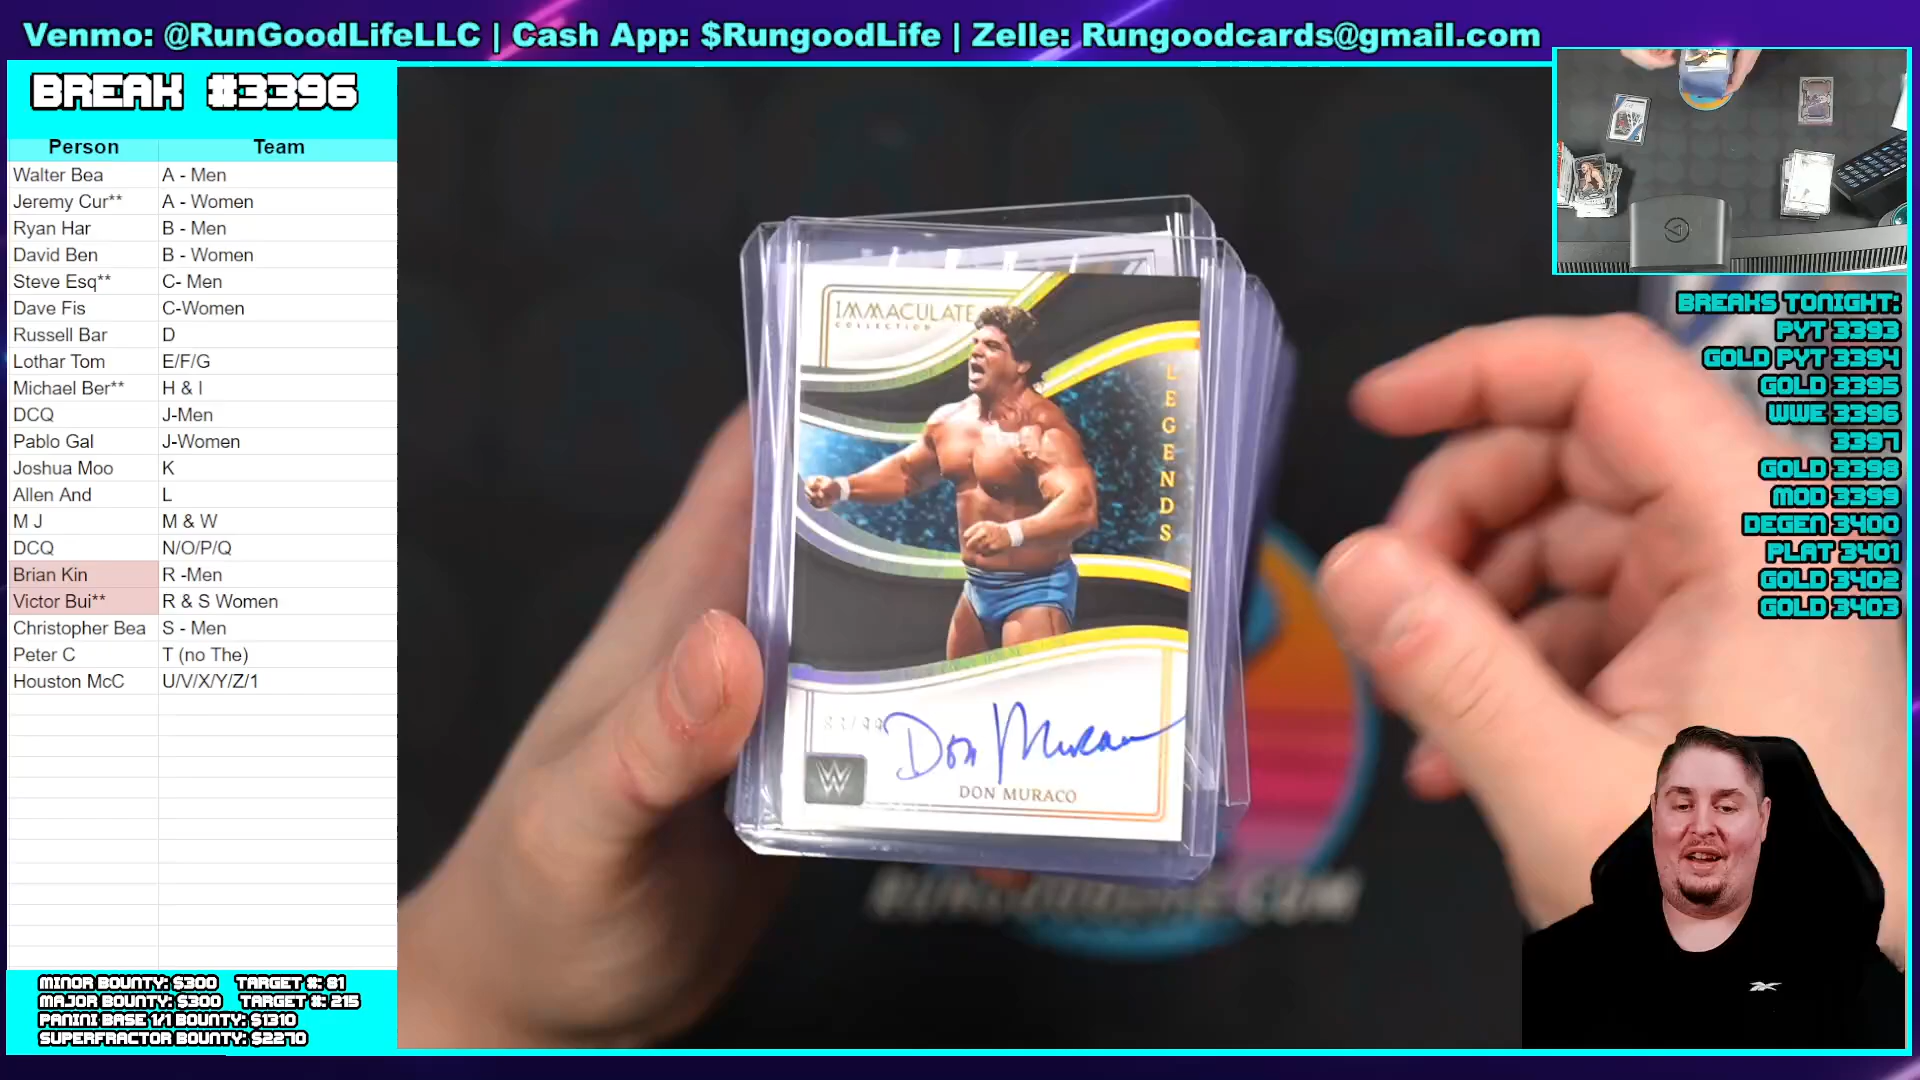 Venmo: @RunGoodLifeLLC | Cash App: $RungoodLife | Zelle: Rungoodcards@gmail.com
BREAK #3396
Person Team
Walter Bea A - Men
Jeremy Cur** A - Women
Ryan Har B - Men
David Ben B - Women
Steve Esq** C- Men
Dave Fis C-Women
Russell Bar D
Lothar Tom E/F/G
Michael Ber** H & I
DCQ J-Men
Pablo Gal J-Women
Joshua Moo K
Allen And L
M J M & W
DCQ N/O/P/Q
Brian Kin R -Men
Victor Bui** R & S Women
Christopher Bea S - Men
Peter C T (no The)
Houston McC U/V/X/Y/Z/1
MINOR BOUNTY: $300 TARGET #: 81
MAJOR BOUNTY: $300 TARGET #: 215
PANINI BASE 1/1 BOUNTY: $1310
SUPERFRACTOR BOUNTY: $2270
IMMACULATE
COLLECTION
LEGENDS
83/99
Don Muraco
W
DON MURACO
BREAKS TONIGHT:
PYT 3393
GOLD PYT 3394
GOLD 3395
WWE 3396
3397
GOLD 3398
MOD 3399
DEGEN 3400
PLAT 3401
GOLD 3402
GOLD 3403